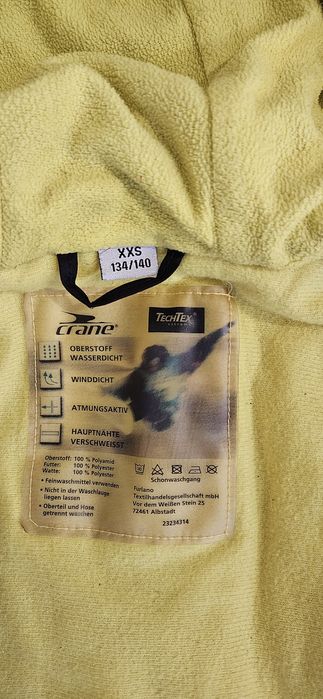 XXS
134/140
crane®
TECHTEX®
OBERSTOFF
WASSERDICHT
WINDDICHT
ATMUNGSAKTIV
HAUPTNÄHTE
VERSCHWEISST
Oberstoff: 100 % Polyamid
Futter: 100 % Polyester
Watte: 100 % Polyester
• Feinwaschmittel verwenden
• Nicht in der Waschlauge
liegen lassen
• Oberteil und Hose
getrennt waschen
Schonwaschgang
Furlano
Textilhandelsgesellschaft mbH
Vor dem Weißen Stein 25
72461 Albstadt
23234314